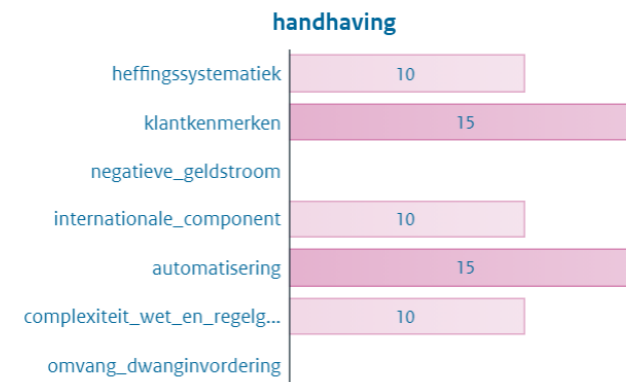 handhaving
heffingssystematiek 10
klantkenmerken 15
negatieve_geldstroom
internationale_component 10
automatisering 15
complexiteit_wet_en_regelg... 10
omvang_dwanginvordering